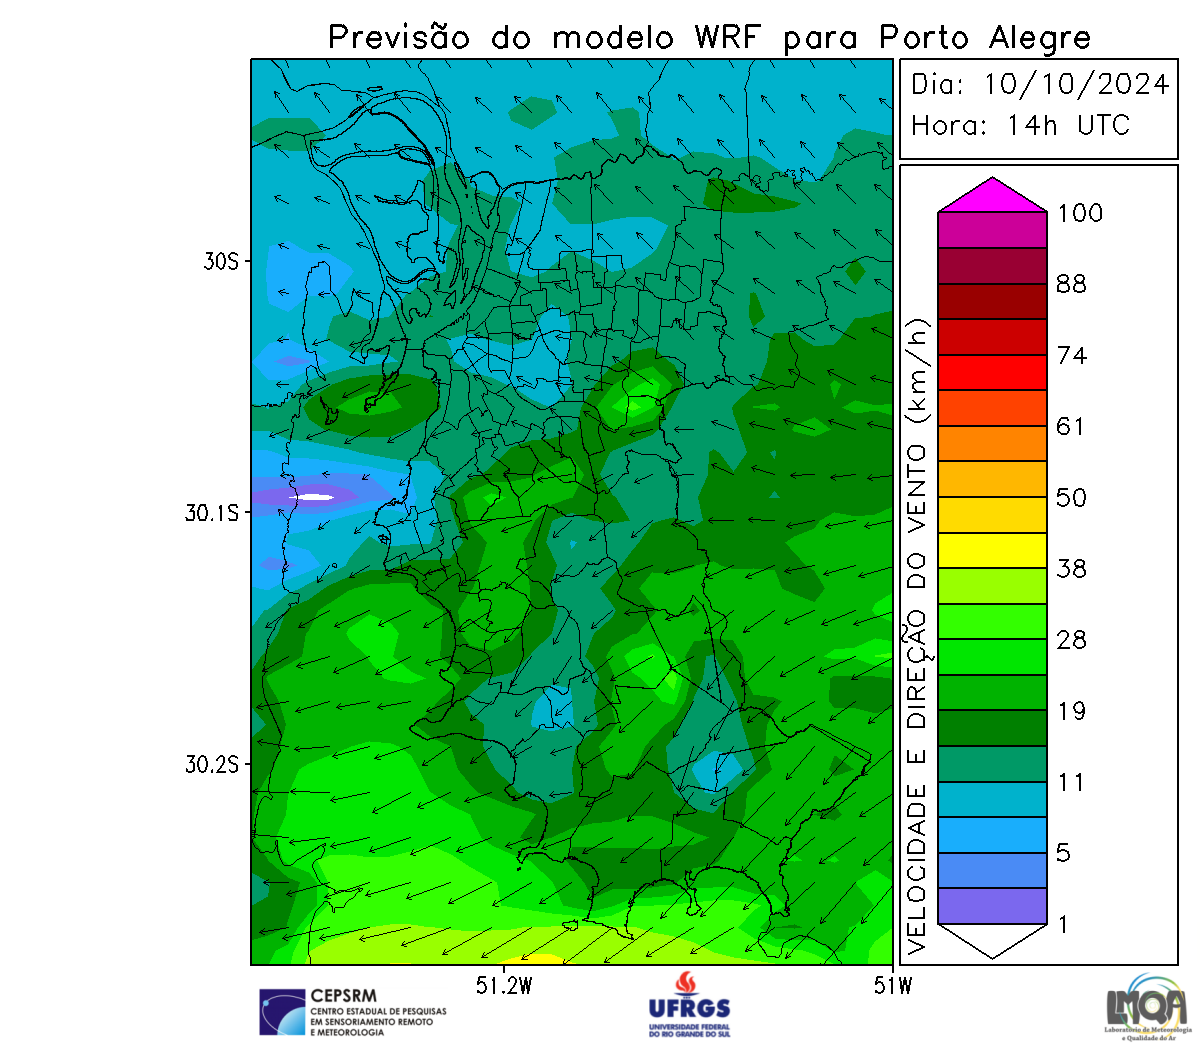 Previsão do modelo WRF para Porto Alegre
Dia: 10/10/2024
Hora: 14h UTC
30S
30.1S
30.2S
51.2W
51W
VELOCIDADE E DIREÇÃO DO VENTO (km/h)
100
88
74
61
50
38
28
19
11
5
1
CEPSRM
CENTRO ESTADUAL DE PESQUISAS
EM SENSORIAMENTO REMOTO
E METEOROLOGIA
UFRGS
UNIVERSIDADE FEDERAL
DO RIO GRANDE DO SUL
LMQA
Laboratório de Meteorologia
e Qualidade do Ar